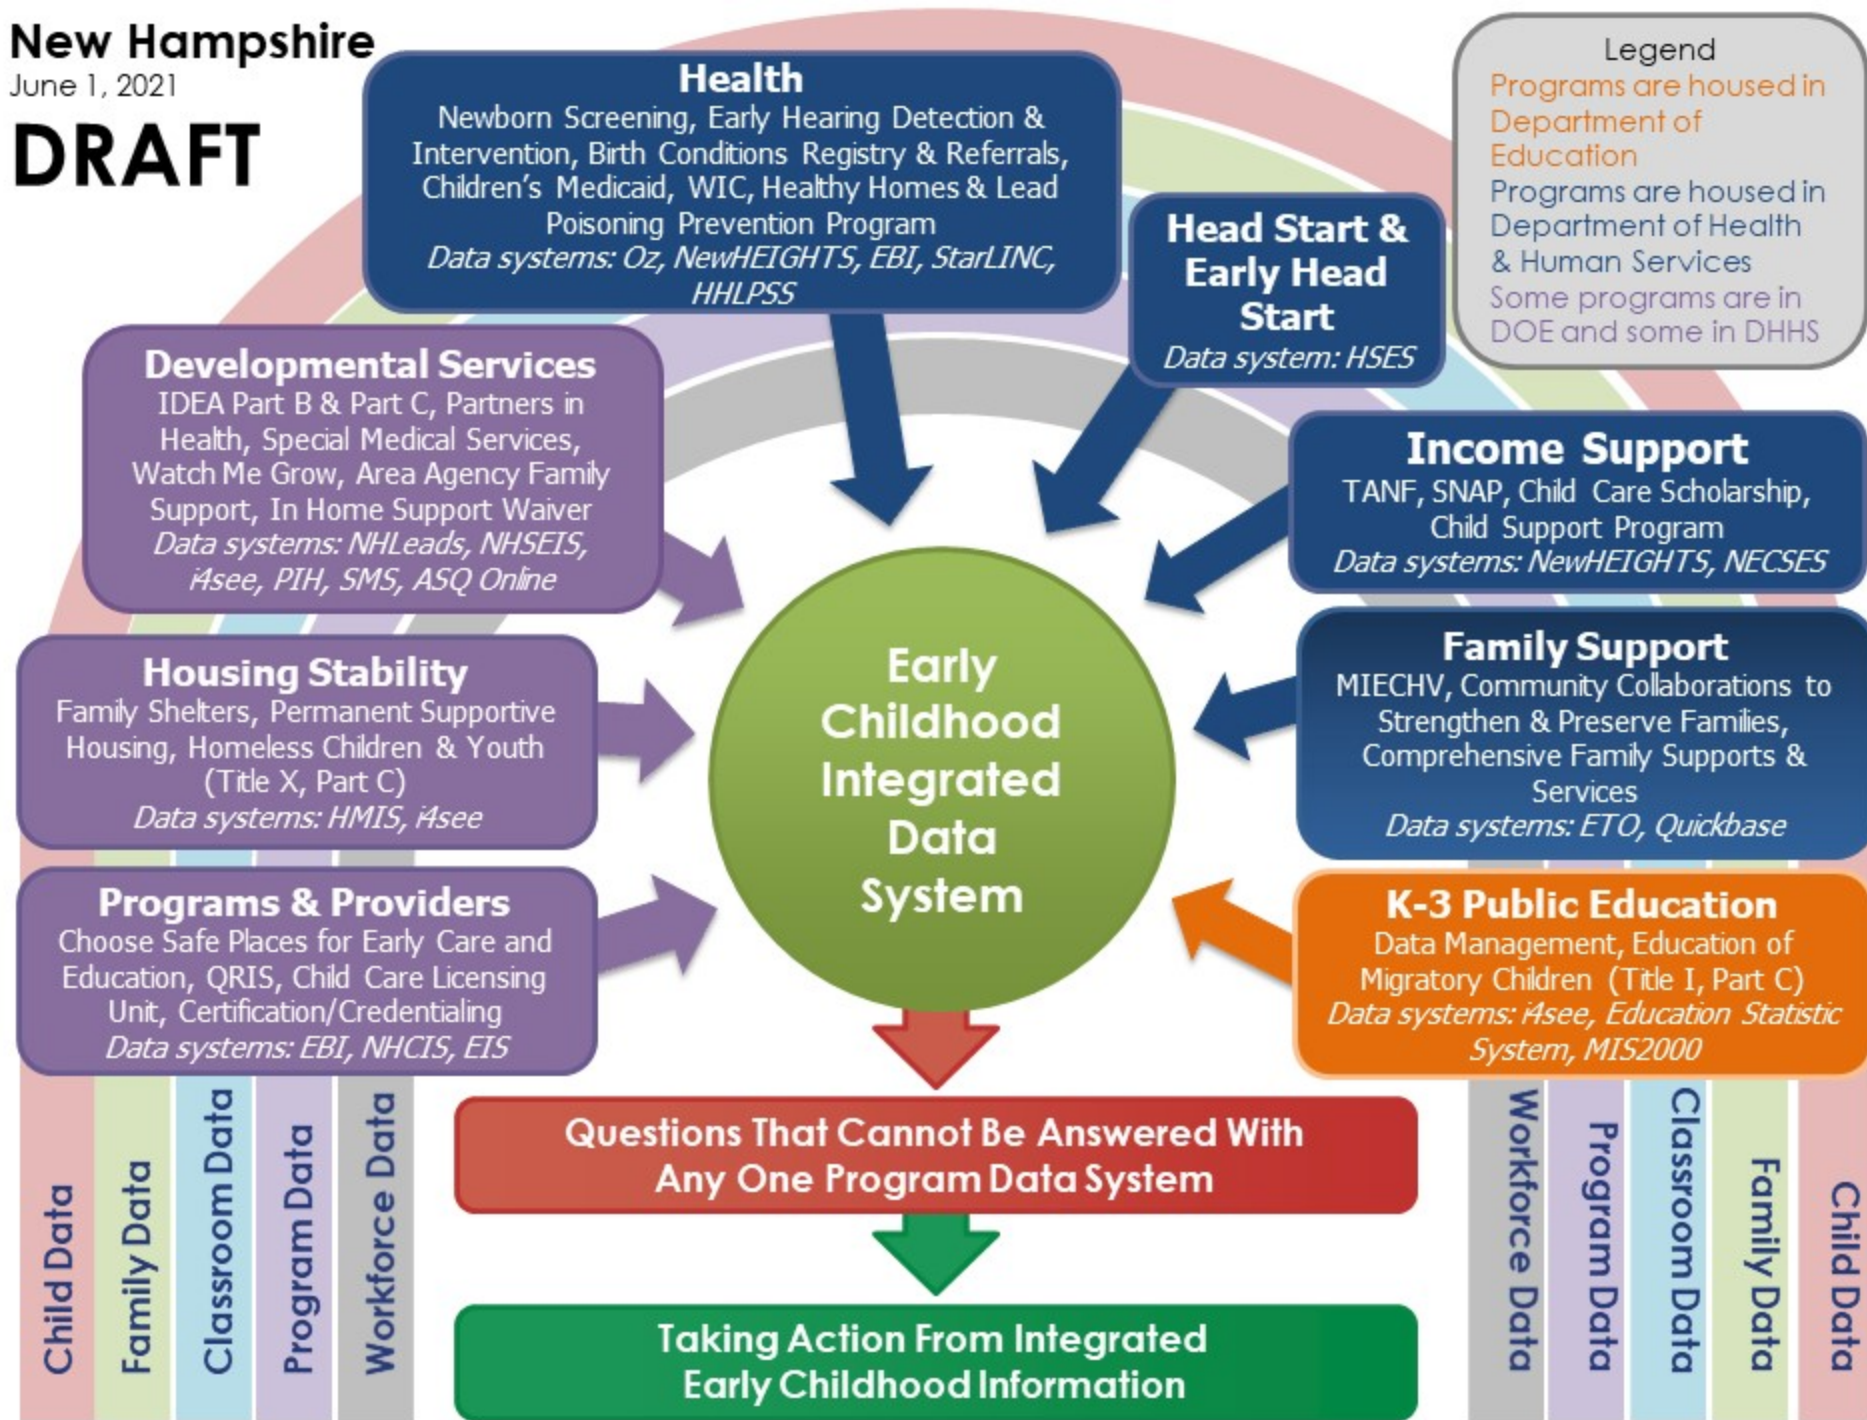 New Hampshire
June 1, 2021
DRAFT
Health
Newborn Screening, Early Hearing Detection &
Intervention, Birth Conditions Registry & Referrals,
Children's Medicaid, WIC, Healthy Homes & Lead
Poisoning Prevention Program
Data systems: Oz, NewHEIGHTS, EBI, StarLINC,
HHLPSS
Head Start &
Early Head
Start
Data system: HSES
Legend
Programs are housed in
Department of
Education
Programs are housed in
Department of Health
& Human Services
Some programs are in
DOE and some in DHHS
Developmental Services
IDEA Part B & Part C, Partners in
Health, Special Medical Services,
Watch Me Grow, Area Agency Family
Support, In Home Support Waiver
Data systems: NHLeads, NHSEIS,
i4see, PIH, SMS, ASQ Online
Income Support
TANF, SNAP, Child Care Scholarship,
Child Support Program
Data systems: NewHEIGHTS, NECSES
Housing Stability
Family Shelters, Permanent Supportive
Housing, Homeless Children & Youth
(Title X, Part C)
Data systems: HMIS, i4see
Early
Childhood
Integrated
Data
System
Family Support
MIECHV, Community Collaborations to
Strengthen & Preserve Families,
Comprehensive Family Supports &
Services
Data systems: ETO, Quickbase
Programs & Providers
Choose Safe Places for Early Care and
Education, QRIS, Child Care Licensing
Unit, Certification/Credentialing
Data systems: EBI, NHCIS, EIS
K-3 Public Education
Data Management, Education of
Migratory Children (Title I, Part C)
Data systems: i4see, Education Statistic
System, MIS2000
Child Data
Family Data
Classroom Data
Program Data
Workforce Data
Questions That Cannot Be Answered With
Any One Program Data System
Taking Action From Integrated
Early Childhood Information
Workforce Data
Program Data
Classroom Data
Family Data
Child Data